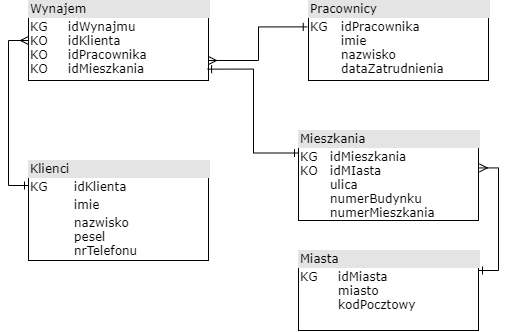 Wynajem
KG idWynajmu
KO idKlienta
KO idPracownika
KO idMieszkania
Pracownicy
KG idPracownika
imie
nazwisko
dataZatrudnienia
Mieszkania
KG idMieszkania
KO idMIasta
ulica
numerBudynku
numerMieszkania
Klienci
KG idKlienta
imie
nazwisko
pesel
nrTelefonu
Miasta
KG idMiasta
miasto
kodPocztowy